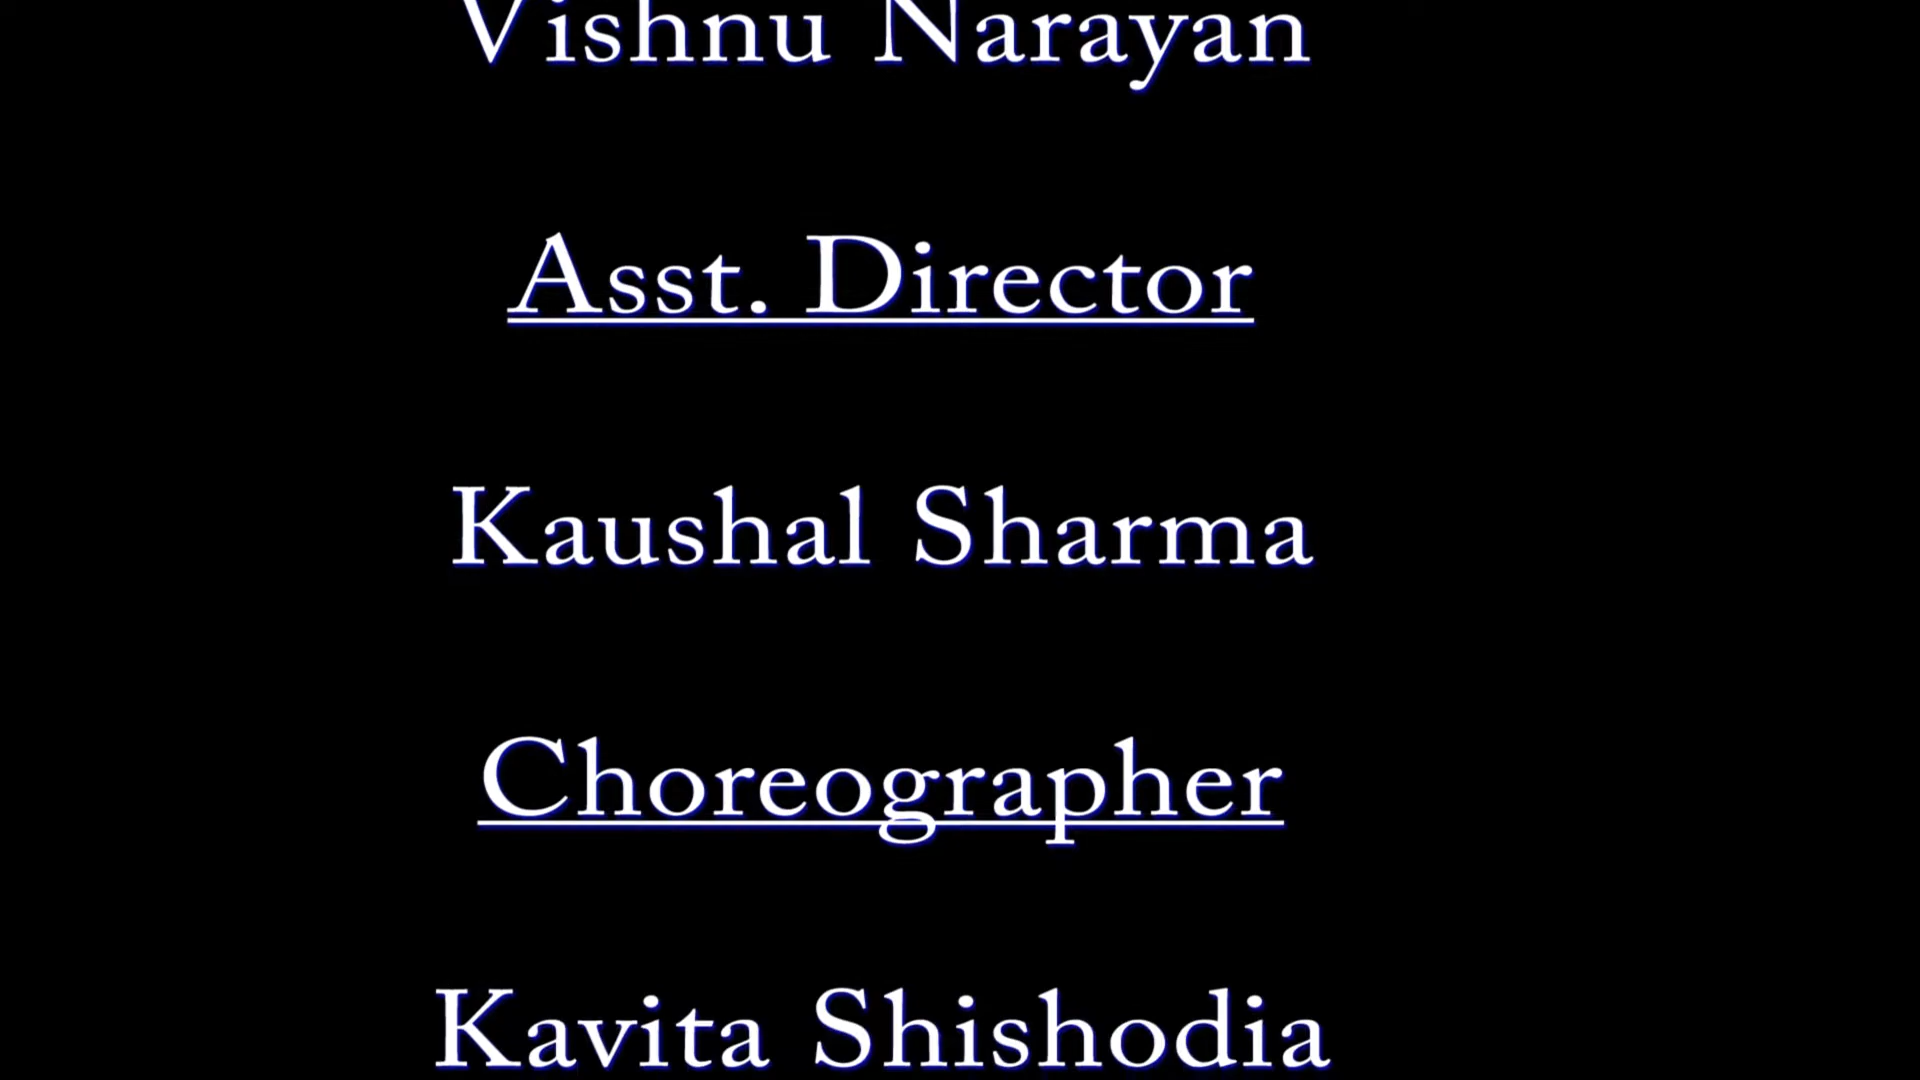 Vishnu Narayan
Asst. Director
Kaushal Sharma
Choreographer
Kavita Shishodia